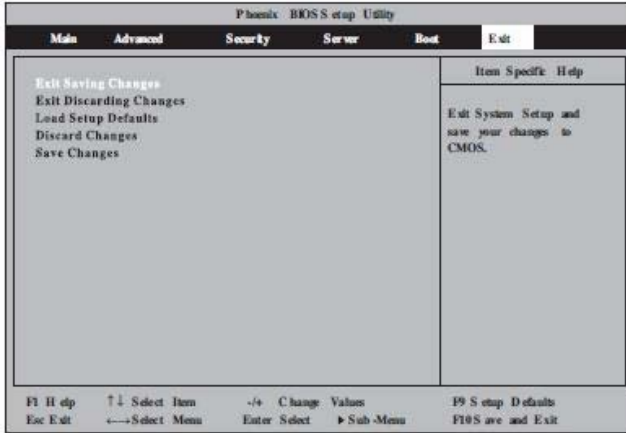 Phoenix BIOS Setup Utility
Main Advanced Security Server Boot Exit
Item Specific Help
Exit Saving Changes
Exit Discarding Changes
Load Setup Defaults
Discard Changes
Save Changes
Exit System Setup and
save your changes to
CMOS.
F1 Help ↑↓ Select Item -/+ Change Values F9 Setup Defaults
Esc Exit ←→Select Menu Enter Select ▶Sub-Menu F10 Save and Exit